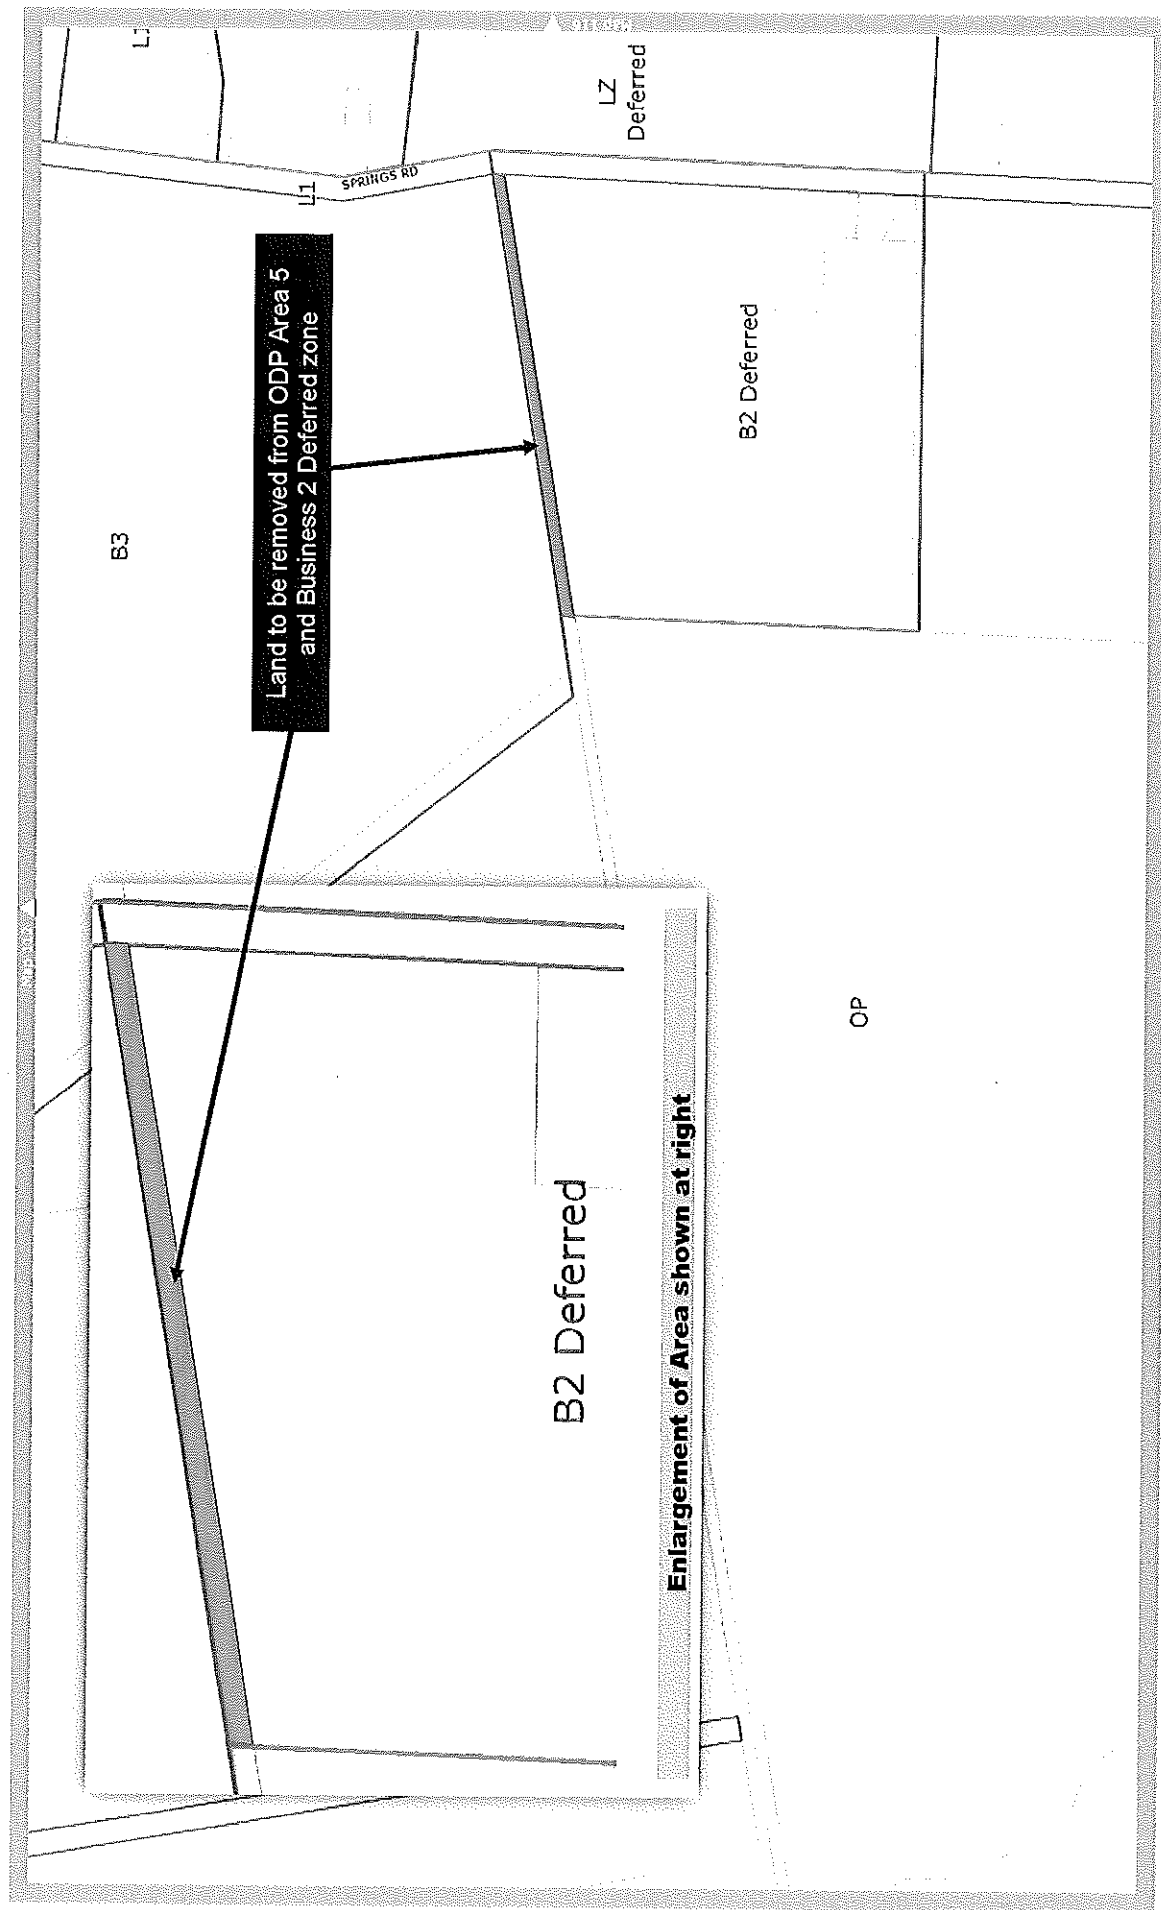 LZ
Deferred
L1
SPRINGS RD
Land to be removed from ODP Area 5
and Business 2 Deferred zone
B3
B2 Deferred
B2 Deferred
Enlargement of Area shown at right
OP